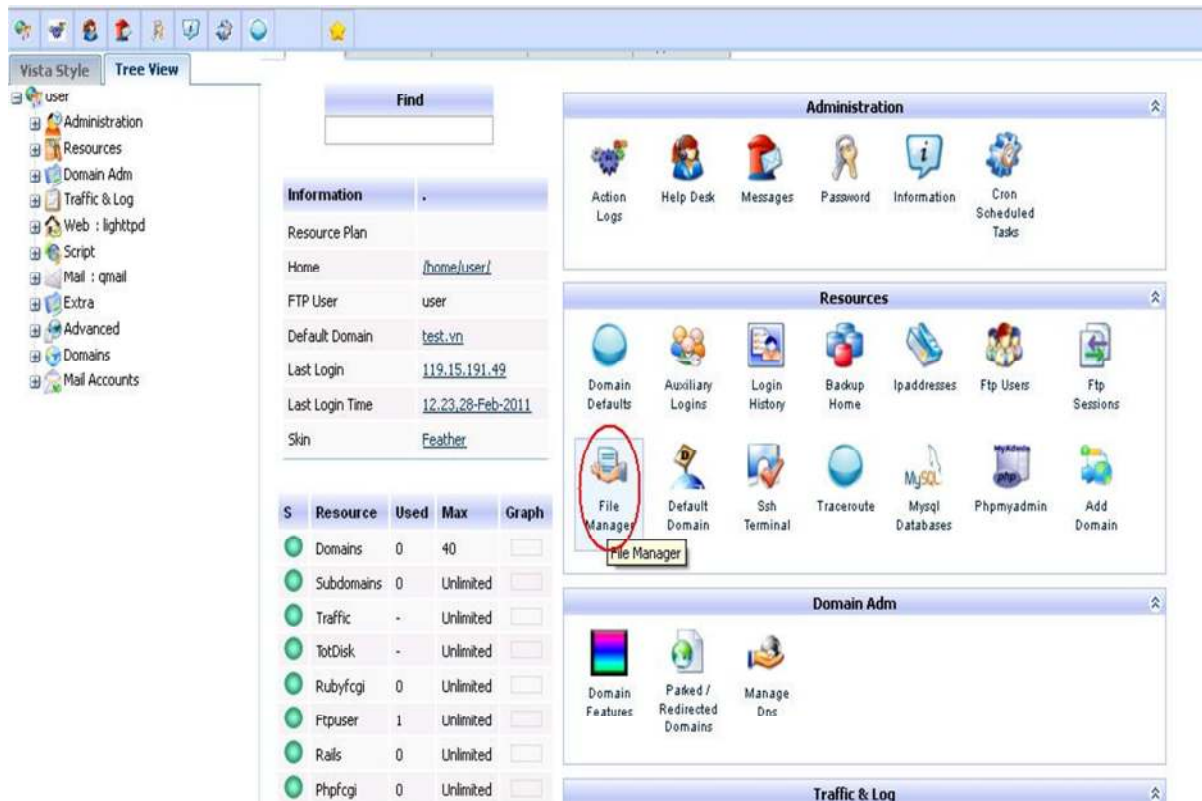 Vista Style
Tree View
user
Administration
Resources
Domain Adm
Traffic & Log
Web : lighttpd
Script
Mail : qmail
Extra
Advanced
Domains
Mail Accounts
Find
Information .
Resource Plan
Home /home/user/
FTP User user
Default Domain test.vn
Last Login 119.15.191.49
Last Login Time 12.23,28-Feb-2011
Skin Feather
S Resource Used Max Graph
Domains 0 40
Subdomains 0 Unlimited
Traffic - Unlimited
TotDisk - Unlimited
Rubyfcgi 0 Unlimited
Ftpuser 1 Unlimited
Rails 0 Unlimited
Phpfcgi 0 Unlimited
Administration
Action
Logs
Help Desk
Messages
Password
Information
Cron
Scheduled
Tasks
Resources
Domain
Defaults
Auxiliary
Logins
Login
History
Backup
Home
Ipaddresses
Ftp Users
Ftp
Sessions
File
Manager
File Manager
Default
Domain
Ssh
Terminal
Traceroute
MySQL
Mysql
Databases
MyAdmin
php
Phpmyadmin
Add
Domain
Domain Adm
Domain
Features
Parked /
Redirected
Domains
Manage
Dns
Traffic & Log